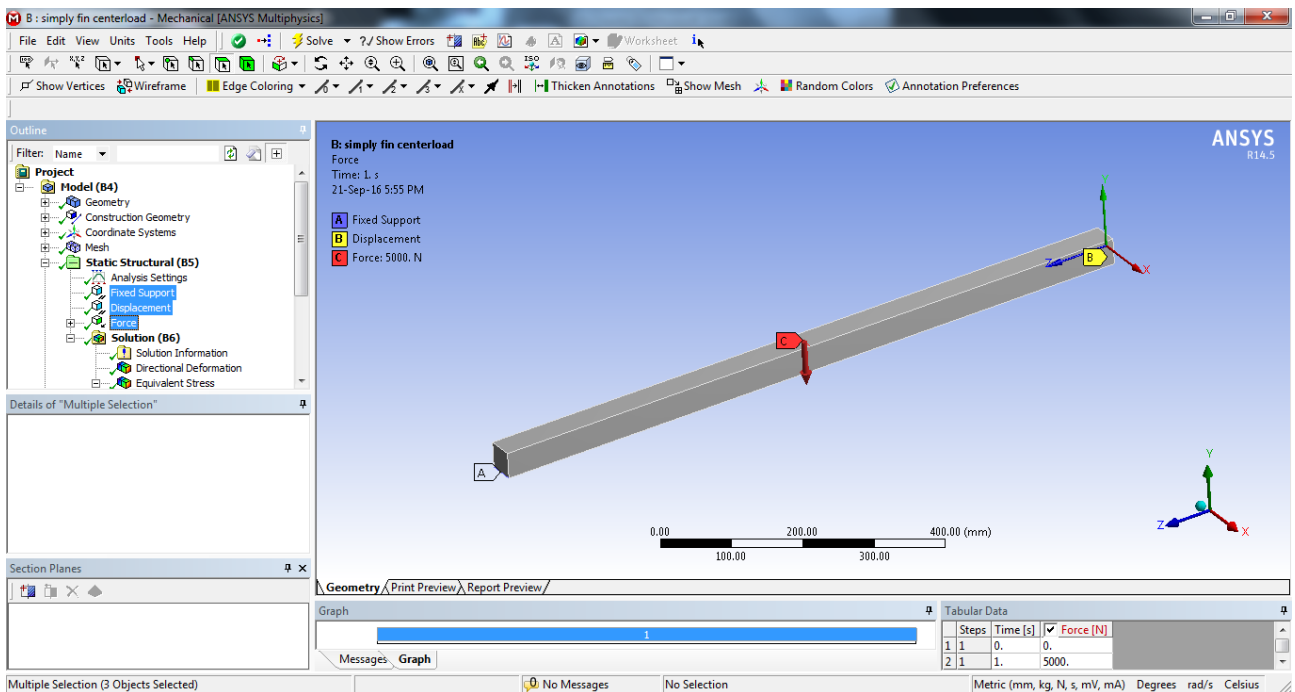 B : simply fin centerload - Mechanical [ANSYS Multiphysics]
File Edit View Units Tools Help Solve ?✓ Show Errors Worksheet
Show Vertices Wireframe Edge Coloring Thicken Annotations Show Mesh Random Colors Annotation Preferences
Outline
Filter: Name
Project
Model (B4)
Geometry
Construction Geometry
Coordinate Systems
Mesh
Static Structural (B5)
Analysis Settings
Fixed Support
Displacement
Force
Solution (B6)
Solution Information
Directional Deformation
Equivalent Stress
Details of "Multiple Selection"
Section Planes
B: simply fin centerload
Force
Time: 1. s
21-Sep-16 5:55 PM
A Fixed Support
B Displacement
C Force: 5000. N
ANSYS
R14.5
Y
Z
B
X
C
A
Y
Z
X
0.00 200.00 400.00 (mm)
100.00 300.00
Geometry Print Preview Report Preview
Graph
1
Messages Graph
Tabular Data
Steps Time [s] Force [N]
1 1 0. 0.
2 1 1. 5000.
Multiple Selection (3 Objects Selected) No Messages No Selection Metric (mm, kg, N, s, mV, mA) Degrees rad/s Celsius